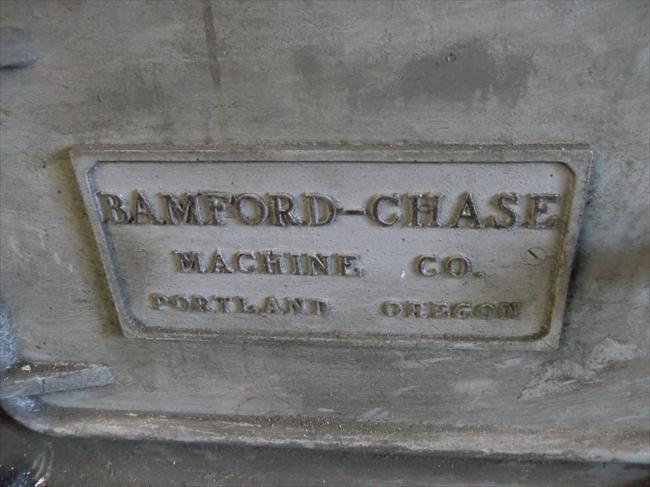 BAMFORD-CHASE
MACHINE CO.
PORTLAND OREGON